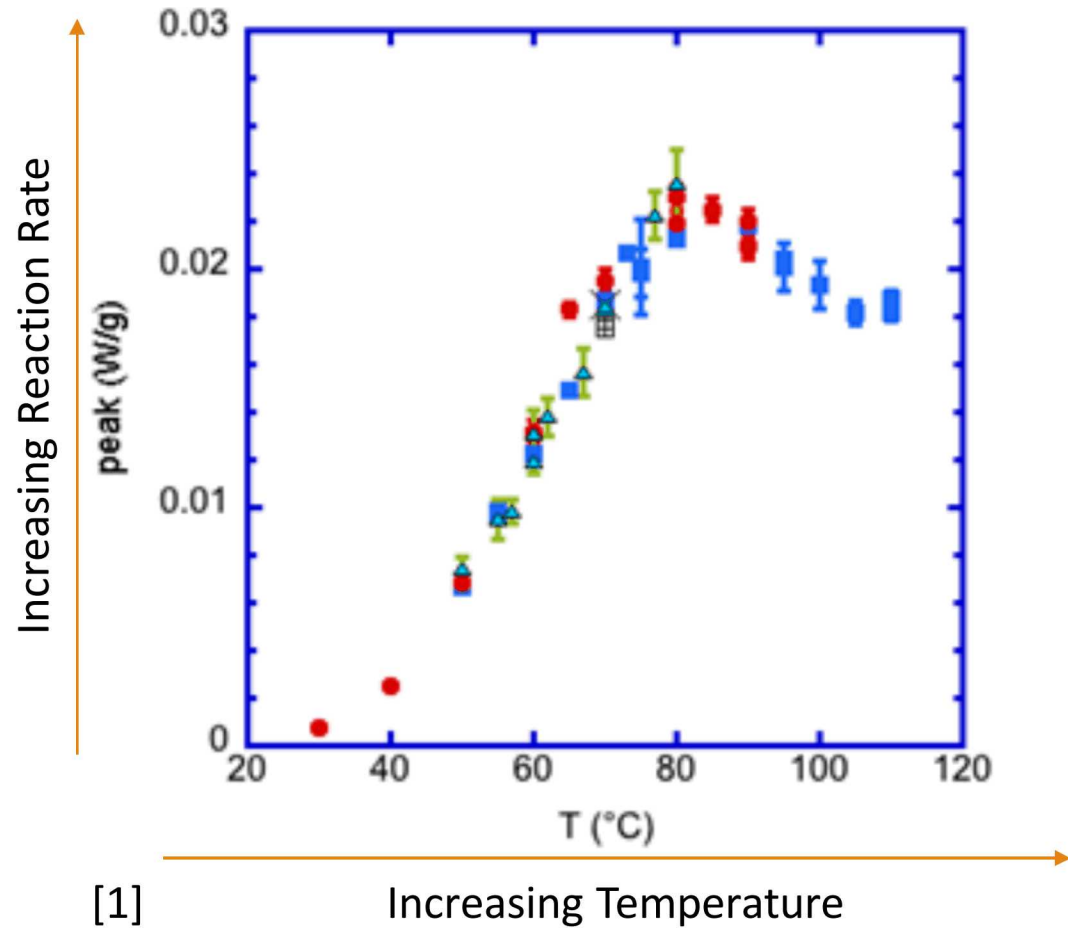 Increasing Reaction Rate
peak (W/g)
0.03
0.02
0.01
0
20 40 60 80 100 120
T (°C)
[1] Increasing Temperature